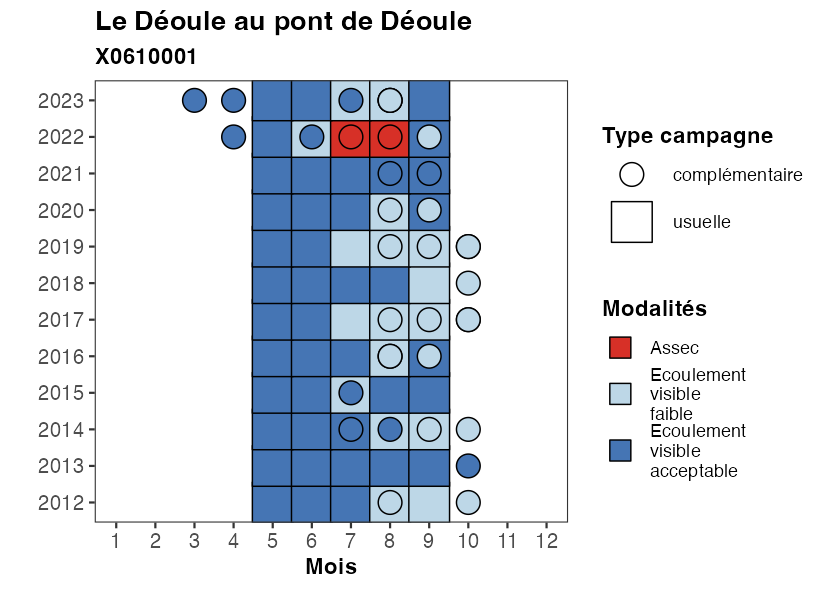 Le Déoule au pont de Déoule
X0610001
2023
2022
2021
2020
2019
2018
2017
2016
2015
2014
2013
2012
1 2 3 4 5 6 7 8 9 10 11 12
Mois
Type campagne
complémentaire
usuelle
Modalités
Assec
Ecoulement
visible
faible
Ecoulement
visible
acceptable